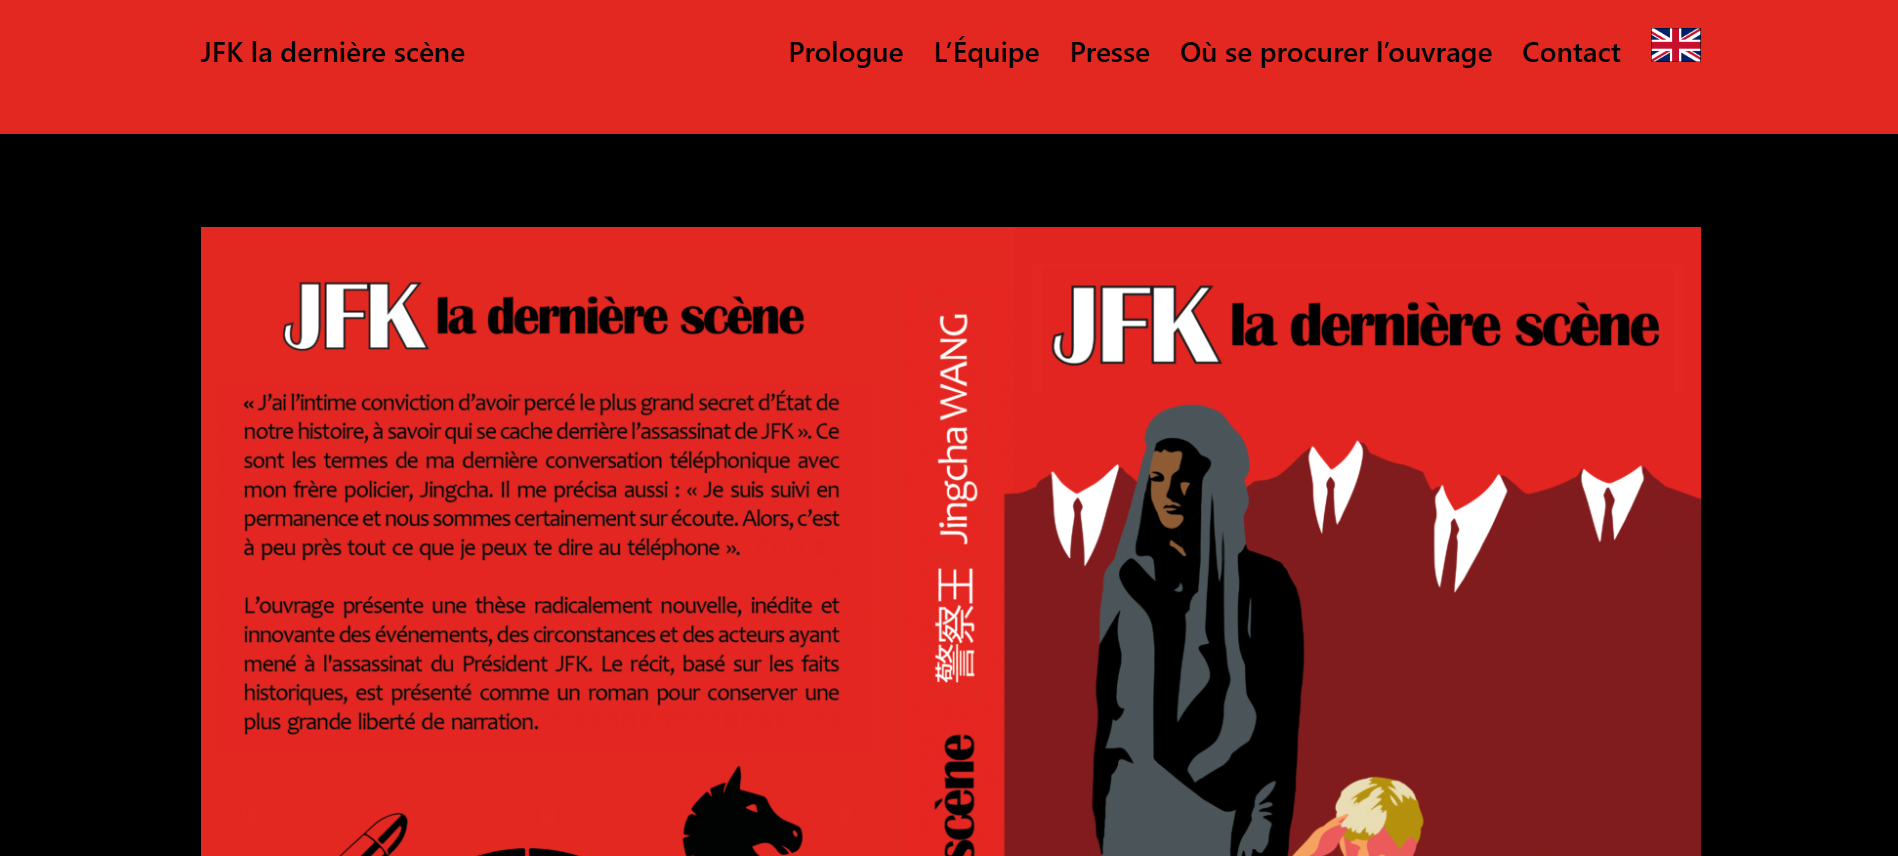 JFK la dernière scène
Prologue L’Équipe Presse Où se procurer l’ouvrage Contact
JFK la dernière scène
« J’ai l’intime conviction d’avoir percé le plus grand secret d’État de
notre histoire, à savoir qui se cache derrière l’assassinat de JFK ». Ce
sont les termes de ma dernière conversation téléphonique avec
mon frère policier, Jingcha. Il me précisa aussi : « Je suis suivi en
permanence et nous sommes certainement sur écoute. Alors, c’est
à peu près tout ce que je peux te dire au téléphone ».
L’ouvrage présente une thèse radicalement nouvelle, inédite et
innovante des événements, des circonstances et des acteurs ayant
mené à l'assassinat du Président JFK. Le récit, basé sur les faits
historiques, est présenté comme un roman pour conserver une
plus grande liberté de narration.
scène
警察王 Jingcha WANG
JFK la dernière scène